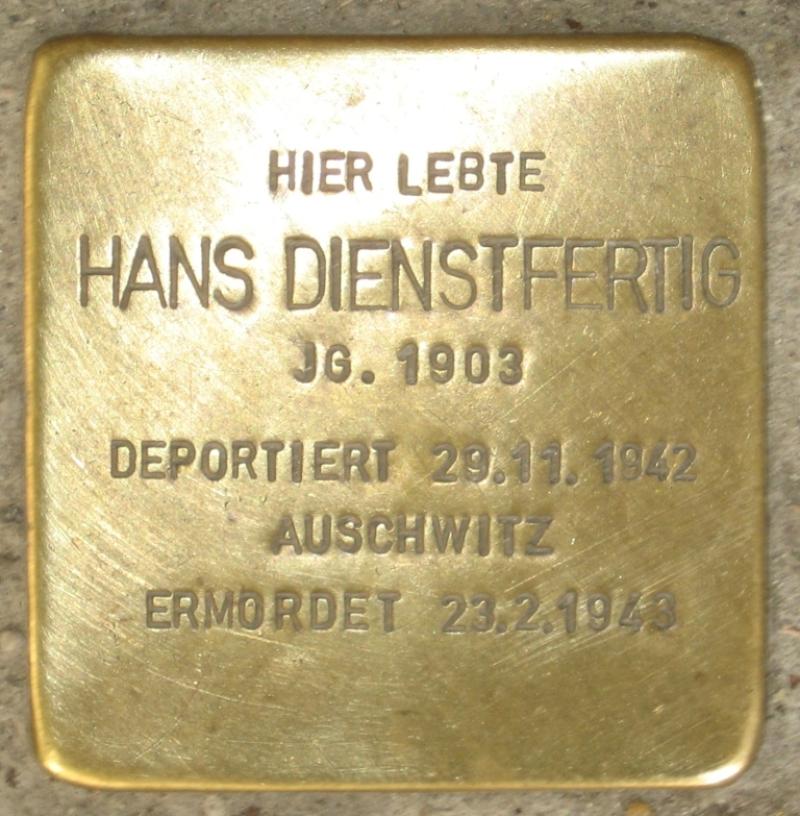 HIER LEBTE
HANS DIENSTFERTIG
JG. 1903
DEPORTIERT 29.11.1942
AUSCHWITZ
ERMORDET 23.2.1943